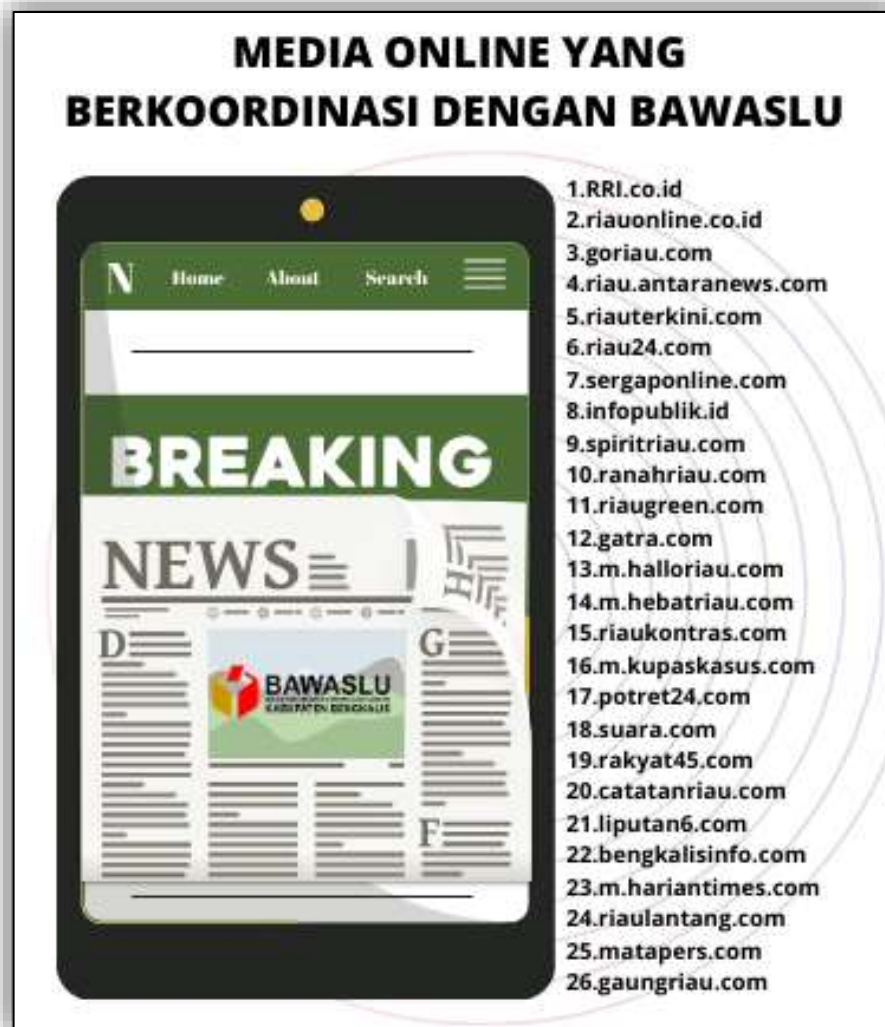 MEDIA ONLINE YANG
BERKOORDINASI DENGAN BAWASLU
N Home About Search
BREAKING
NEWS
D
G
BAWASLU
KABUPATEN BENGKALIS
F
1.RRI.co.id
2.riauonline.co.id
3.goriau.com
4.riau.antaranews.com
5.riauterkini.com
6.riau24.com
7.sergaponline.com
8.infopublik.id
9.spiritriau.com
10.ranahriau.com
11.riaugreen.com
12.gatra.com
13.m.halloriau.com
14.m.hebatriau.com
15.riaukontras.com
16.m.kupaskasus.com
17.potret24.com
18.suara.com
19.rakyat45.com
20.catatanriau.com
21.liputan6.com
22.bengkalisinfo.com
23.m.hariantimes.com
24.riaulantang.com
25.matapers.com
26.gaungriau.com